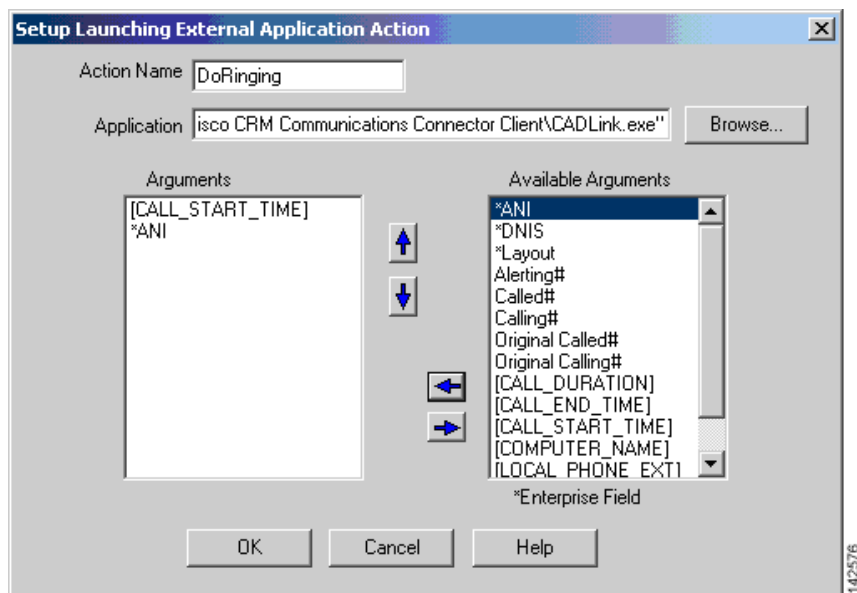 Setup Launching External Application Action
Action Name DoRinging
Application isco CRM Communications Connector Client\CADLink.exe" Browse...
Arguments
[CALL_START_TIME]
*ANI
Available Arguments
*ANI
*DNIS
*Layout
Alerting#
Called#
Calling#
Original Called#
Original Calling#
[CALL_DURATION]
[CALL_END_TIME]
[CALL_START_TIME]
[COMPUTER_NAME]
[LOCAL_PHONE_EXT]
*Enterprise Field
OK Cancel Help
142576